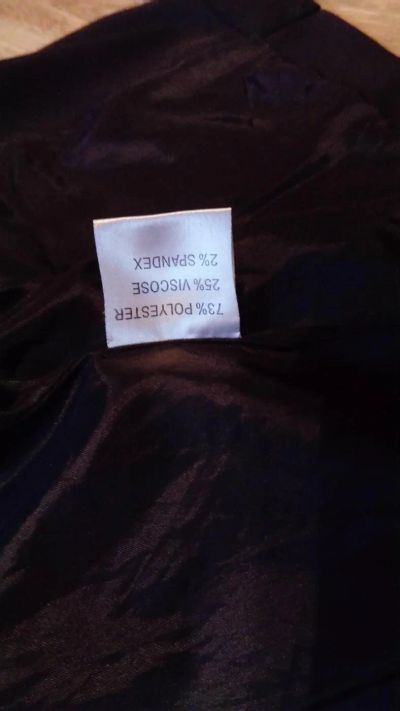 73% POLYESTER
25% VISCOSE
2% SPANDEX